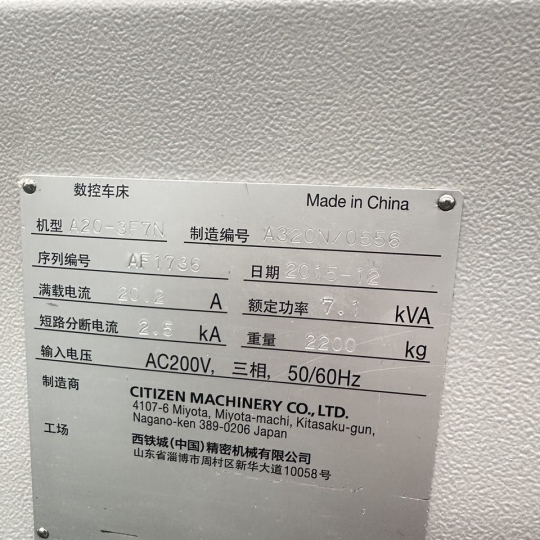 数控车床 Made in China
机型 A20-3F7N 制造编号 A320N/0556
序列编号 AF1736 日期 2015-12
满载电流 20.2 A 额定功率 7.1 kVA
短路分断电流 2.5 kA 重量 2200 kg
输入电压 AC200V, 三相, 50/60Hz
制造商 CITIZEN MACHINERY CO., LTD.
4107-6 Miyota, Miyota-machi, Kitasaku-gun,
Nagano-ken 389-0206 Japan
工场 西铁城(中国)精密机械有限公司
山东省淄博市周村区新华大道10058号